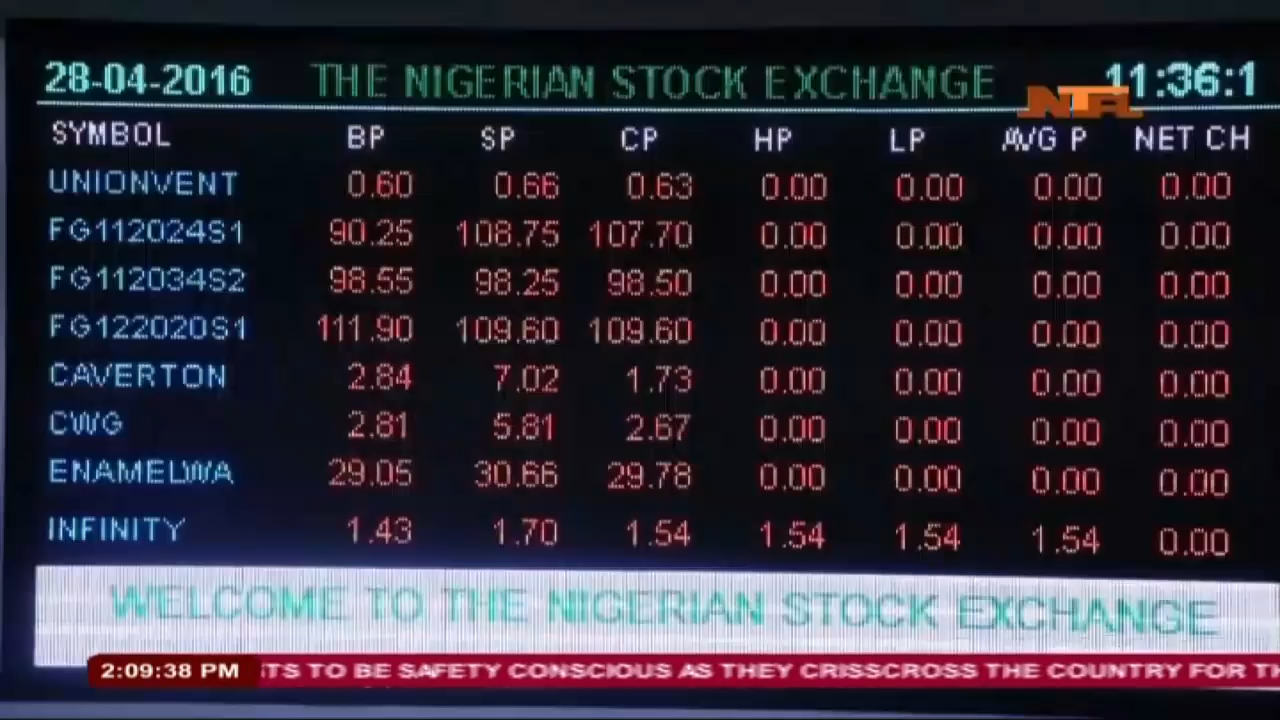 28-04-2016 THE NIGERIAN STOCK EXCHANGE 11:36:1
NTA
SYMBOL BP SP CP HP LP AVG P NET CH
UNIONVENT 0.60 0.66 0.63 0.00 0.00 0.00 0.00
FG112024S1 90.25 108.75 107.70 0.00 0.00 0.00 0.00
FG112034S2 98.55 98.25 98.50 0.00 0.00 0.00 0.00
FG122020S1 111.90 109.60 109.60 0.00 0.00 0.00 0.00
CAVERTON 2.84 7.02 1.73 0.00 0.00 0.00 0.00
CWG 2.81 5.81 2.67 0.00 0.00 0.00 0.00
ENAMELWA 29.05 30.66 29.78 0.00 0.00 0.00 0.00
INFINITY 1.43 1.70 1.54 1.54 1.54 1.54 0.00
WELCOME TO THE NIGERIAN STOCK EXCHANGE
2:09:38 PM TS TO BE SAFETY CONSCIOUS AS THEY CRISSCROSS THE COUNTRY FOR TH